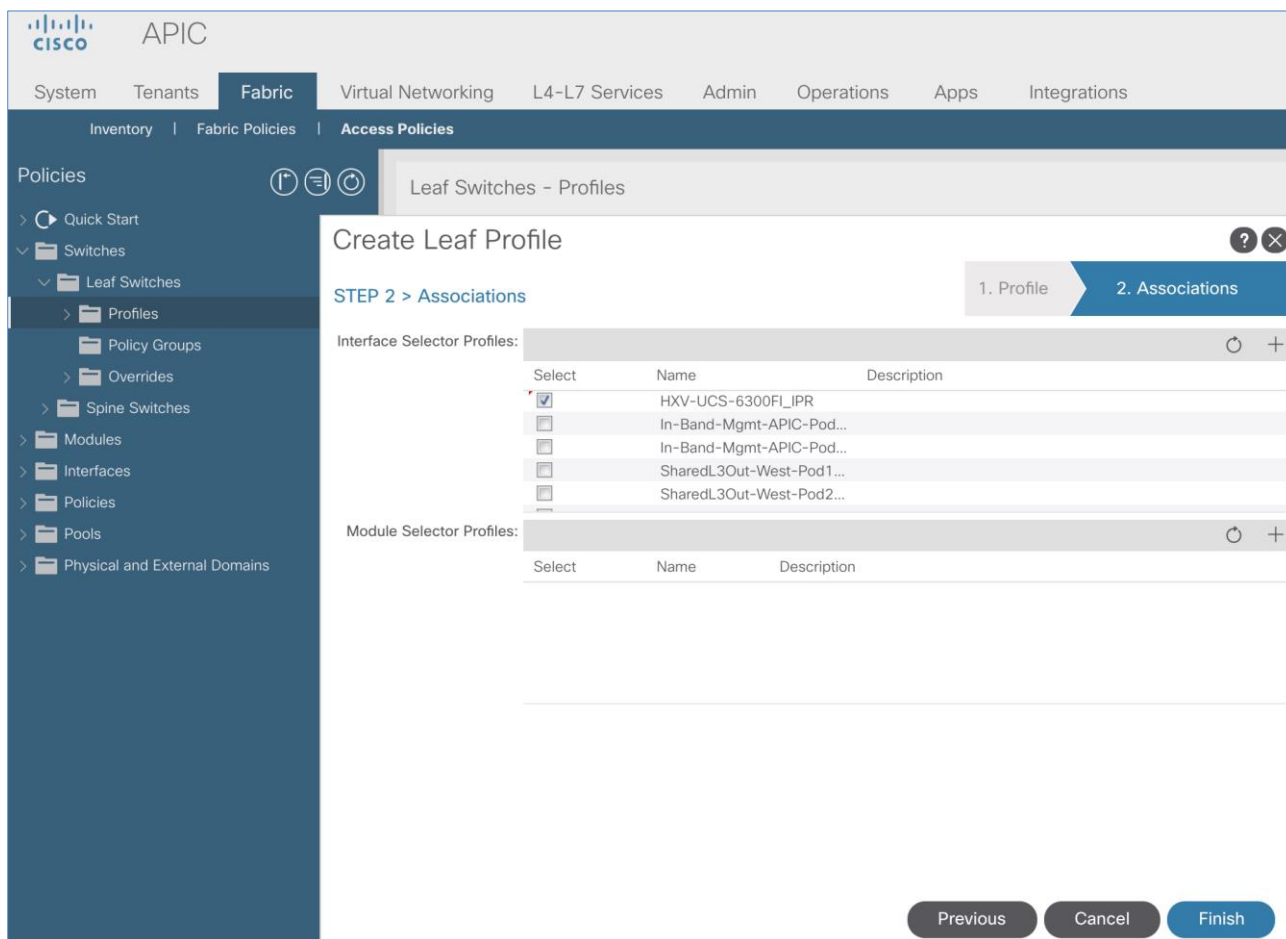 CISCO APIC
System Tenants Fabric Virtual Networking L4-L7 Services Admin Operations Apps Integrations
Inventory | Fabric Policies | Access Policies
Policies
Quick Start
Switches
Leaf Switches
Profiles
Policy Groups
Overrides
Spine Switches
Modules
Interfaces
Policies
Pools
Physical and External Domains
Leaf Switches - Profiles
Create Leaf Profile
STEP 2 > Associations
1. Profile 2. Associations
Interface Selector Profiles:
Select Name Description
HXV-UCS-6300FI_IPR
In-Band-Mgmt-APIC-Pod...
In-Band-Mgmt-APIC-Pod...
SharedL3Out-West-Pod1...
SharedL3Out-West-Pod2...
Module Selector Profiles:
Select Name Description
Previous Cancel Finish